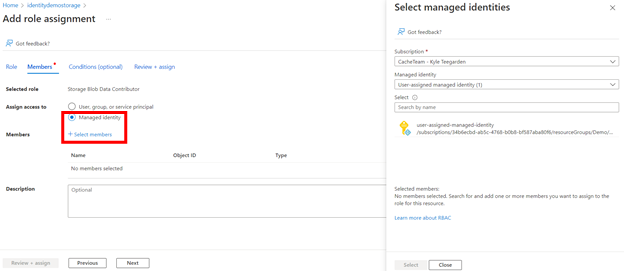 Home > identitydemostorage >
Add role assignment ...
Got feedback?
Role Members * Conditions (optional) Review + assign
Selected role Storage Blob Data Contributor
Assign access to User, group, or service principal
Managed identity
Members + Select members
Name Object ID Type
No members selected
Description Optional
Review + assign Previous Next
Select managed identities
Got feedback?
Subscription *
CacheTeam - Kyle Teegarden
Managed identity
User-assigned managed identity (1)
Select
Search by name
user-assigned-managed-identity
/subscriptions/34b6ecbd-ab5c-4768-b0b8-bf587aba80f6/resourceGroups/Demo/...
Selected members:
No members selected. Search for and add one or more members you want to assign to the
role for this resource.
Learn more about RBAC
Select Close